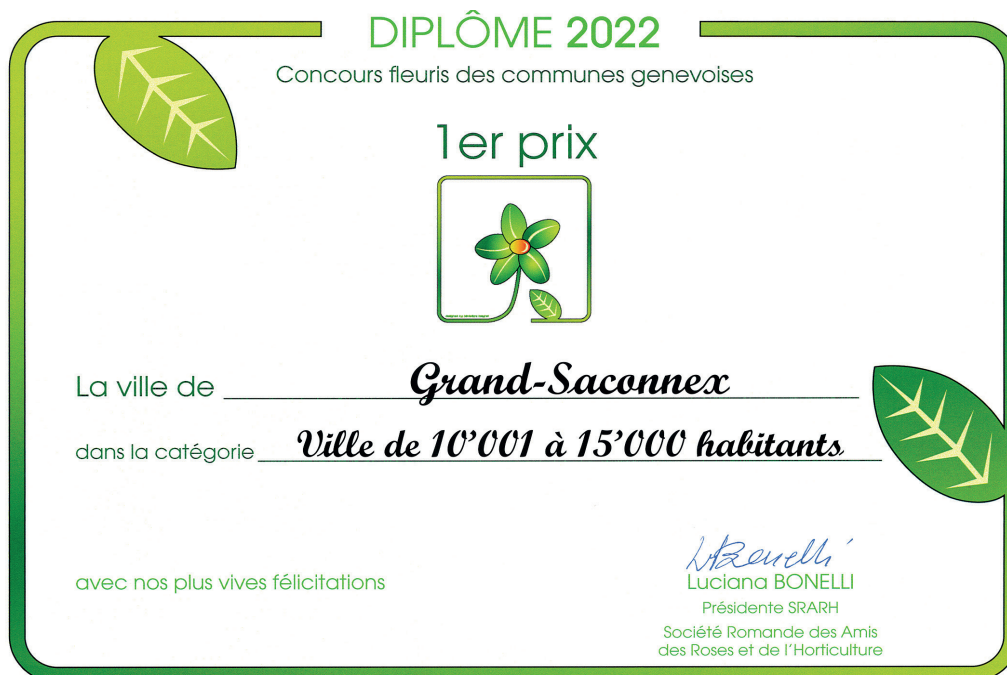 DIPLÔME 2022
Concours fleuris des communes genevoises
1er prix
La ville de Grand-Saconnex
dans la catégorie Ville de 10'001 à 15'000 habitants
avec nos plus vives félicitations
Luciana BONELLI
Présidente SRARH
Société Romande des Amis
des Roses et de l'Horticulture